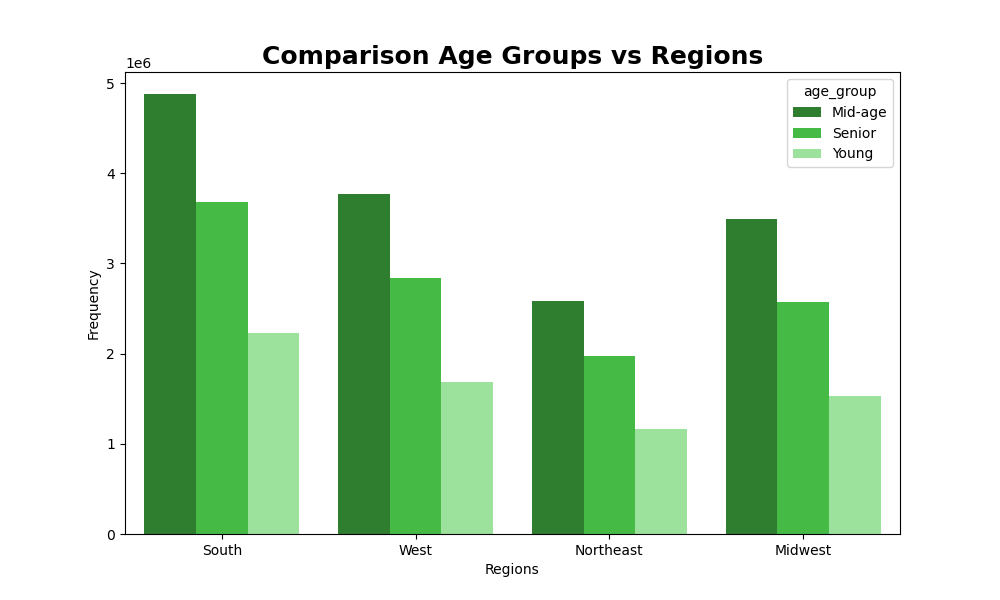 Comparison Age Groups vs Regions
1e6
5
4
3
2
1
0
Frequency
age_group
Mid-age
Senior
Young
South
West
Northeast
Midwest
Regions